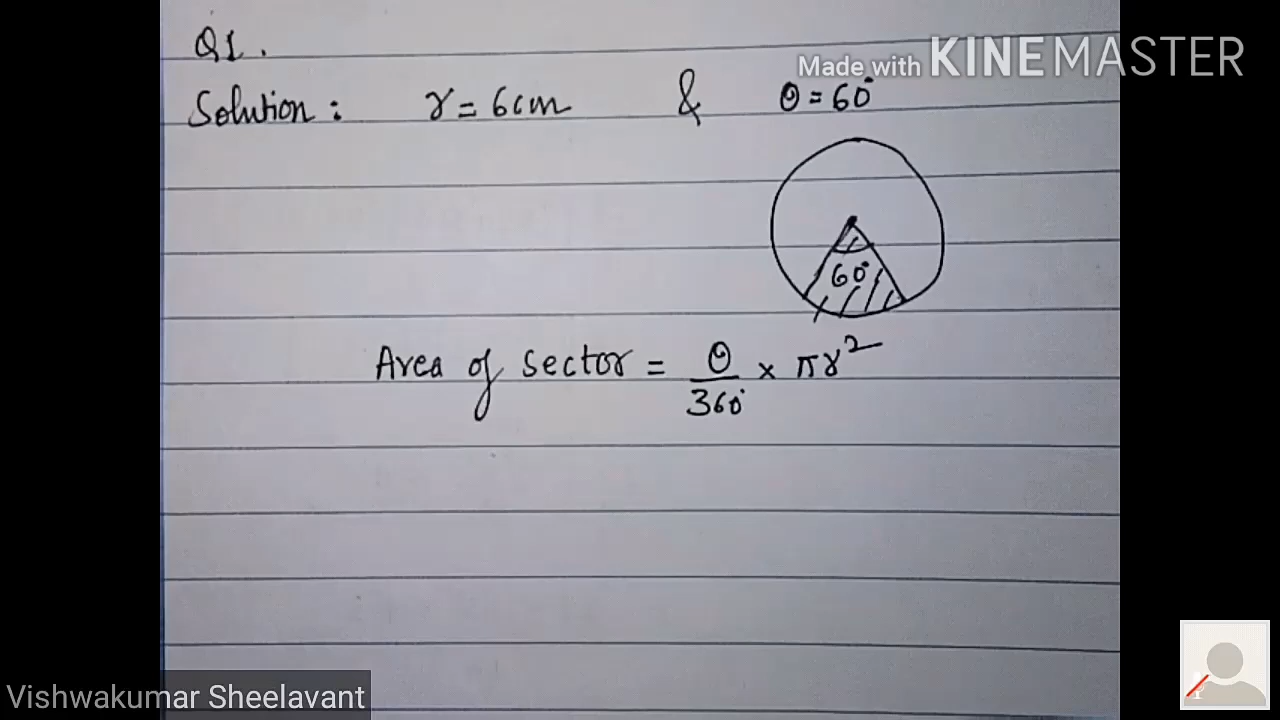 Q1.
Made with KINEMASTER
Solution: r = 6cm & θ = 60°
60°
Area of sector = θ/360° × πr²
Vishwakumar Sheelavant